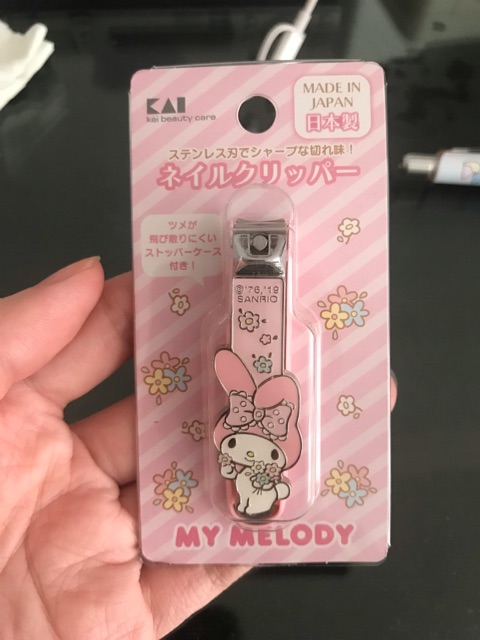 KAI
kai beauty care
MADE IN
JAPAN
日本製
ステンレス刃でシャープな切れ味！
ネイルクリッパー
ツメが
飛び散りにくい
ストッパーケース
付き！
©'76,'19
SANRIO
MY MELODY